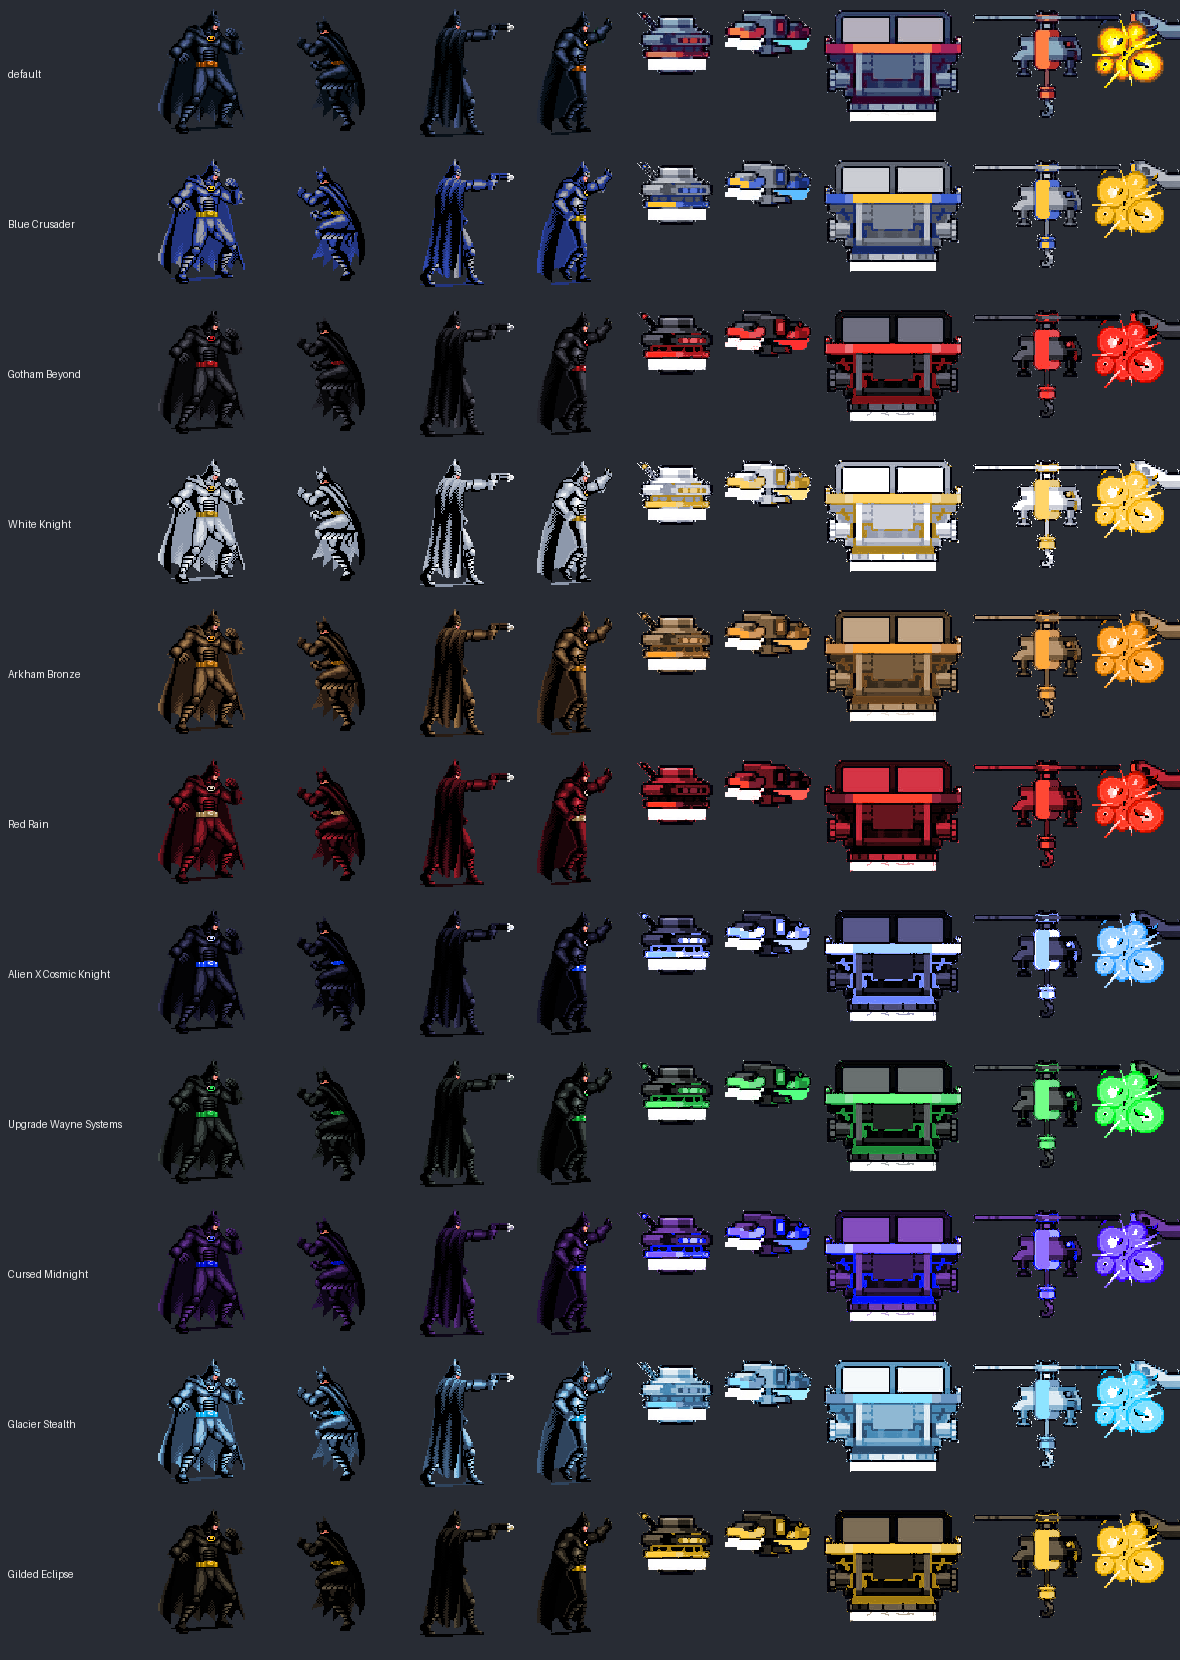 default
Blue Crusader
Gotham Beyond
White Knight
Arkham Bronze
Red Rain
Alien X Cosmic Knight
Upgrade Wayne Systems
Cursed Midnight
Glacier Stealth
Gilded Eclipse